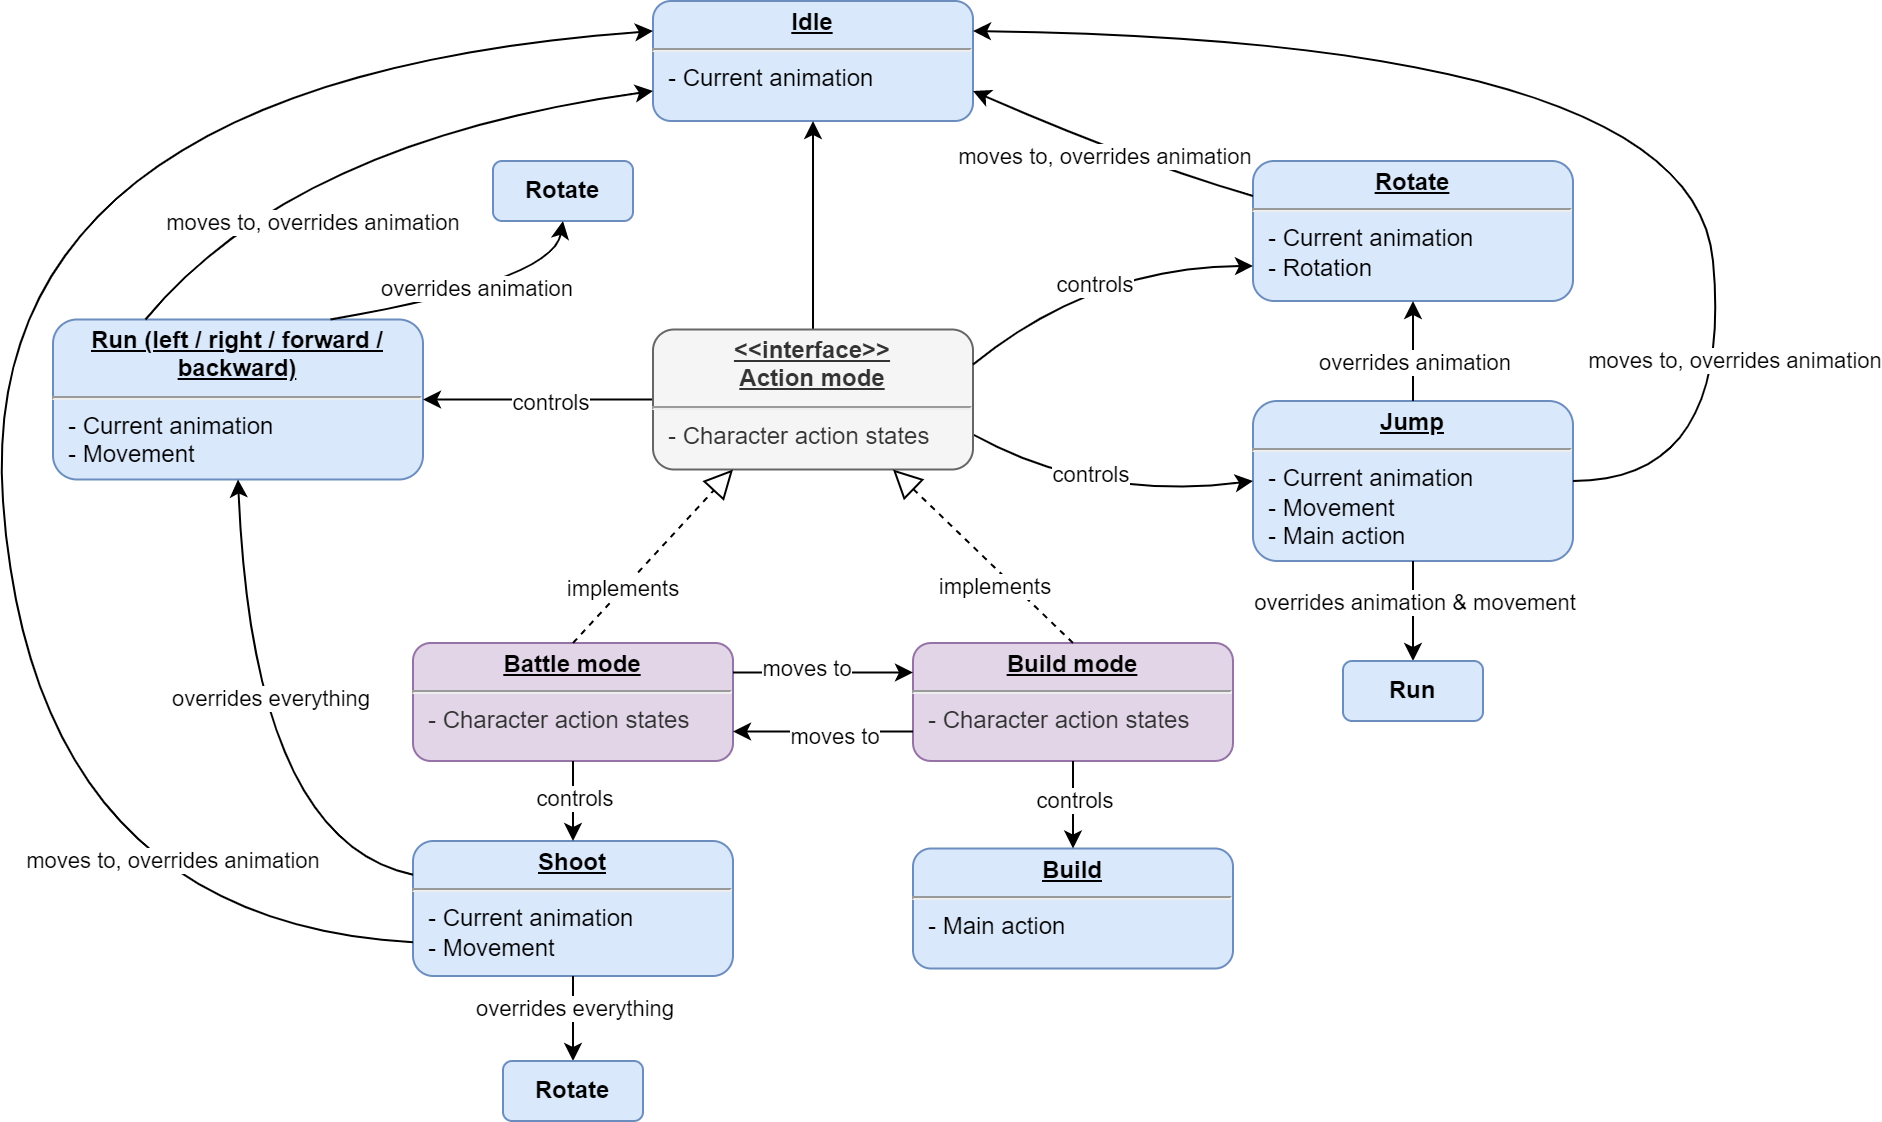 Idle
- Current animation
moves to, overrides animation
Rotate
Rotate
- Current animation
- Rotation
moves to, overrides animation
overrides animation
controls
Run (left / right / forward /
backward)
- Current animation
- Movement
controls
<<interface>>
Action mode
- Character action states
overrides animation
moves to, overrides animation
Jump
- Current animation
- Movement
- Main action
controls
implements
implements
overrides animation & movement
Run
Battle mode
- Character action states
moves to
moves to
Build mode
- Character action states
overrides everything
controls
controls
moves to, overrides animation
Shoot
- Current animation
- Movement
Build
- Main action
overrides everything
Rotate